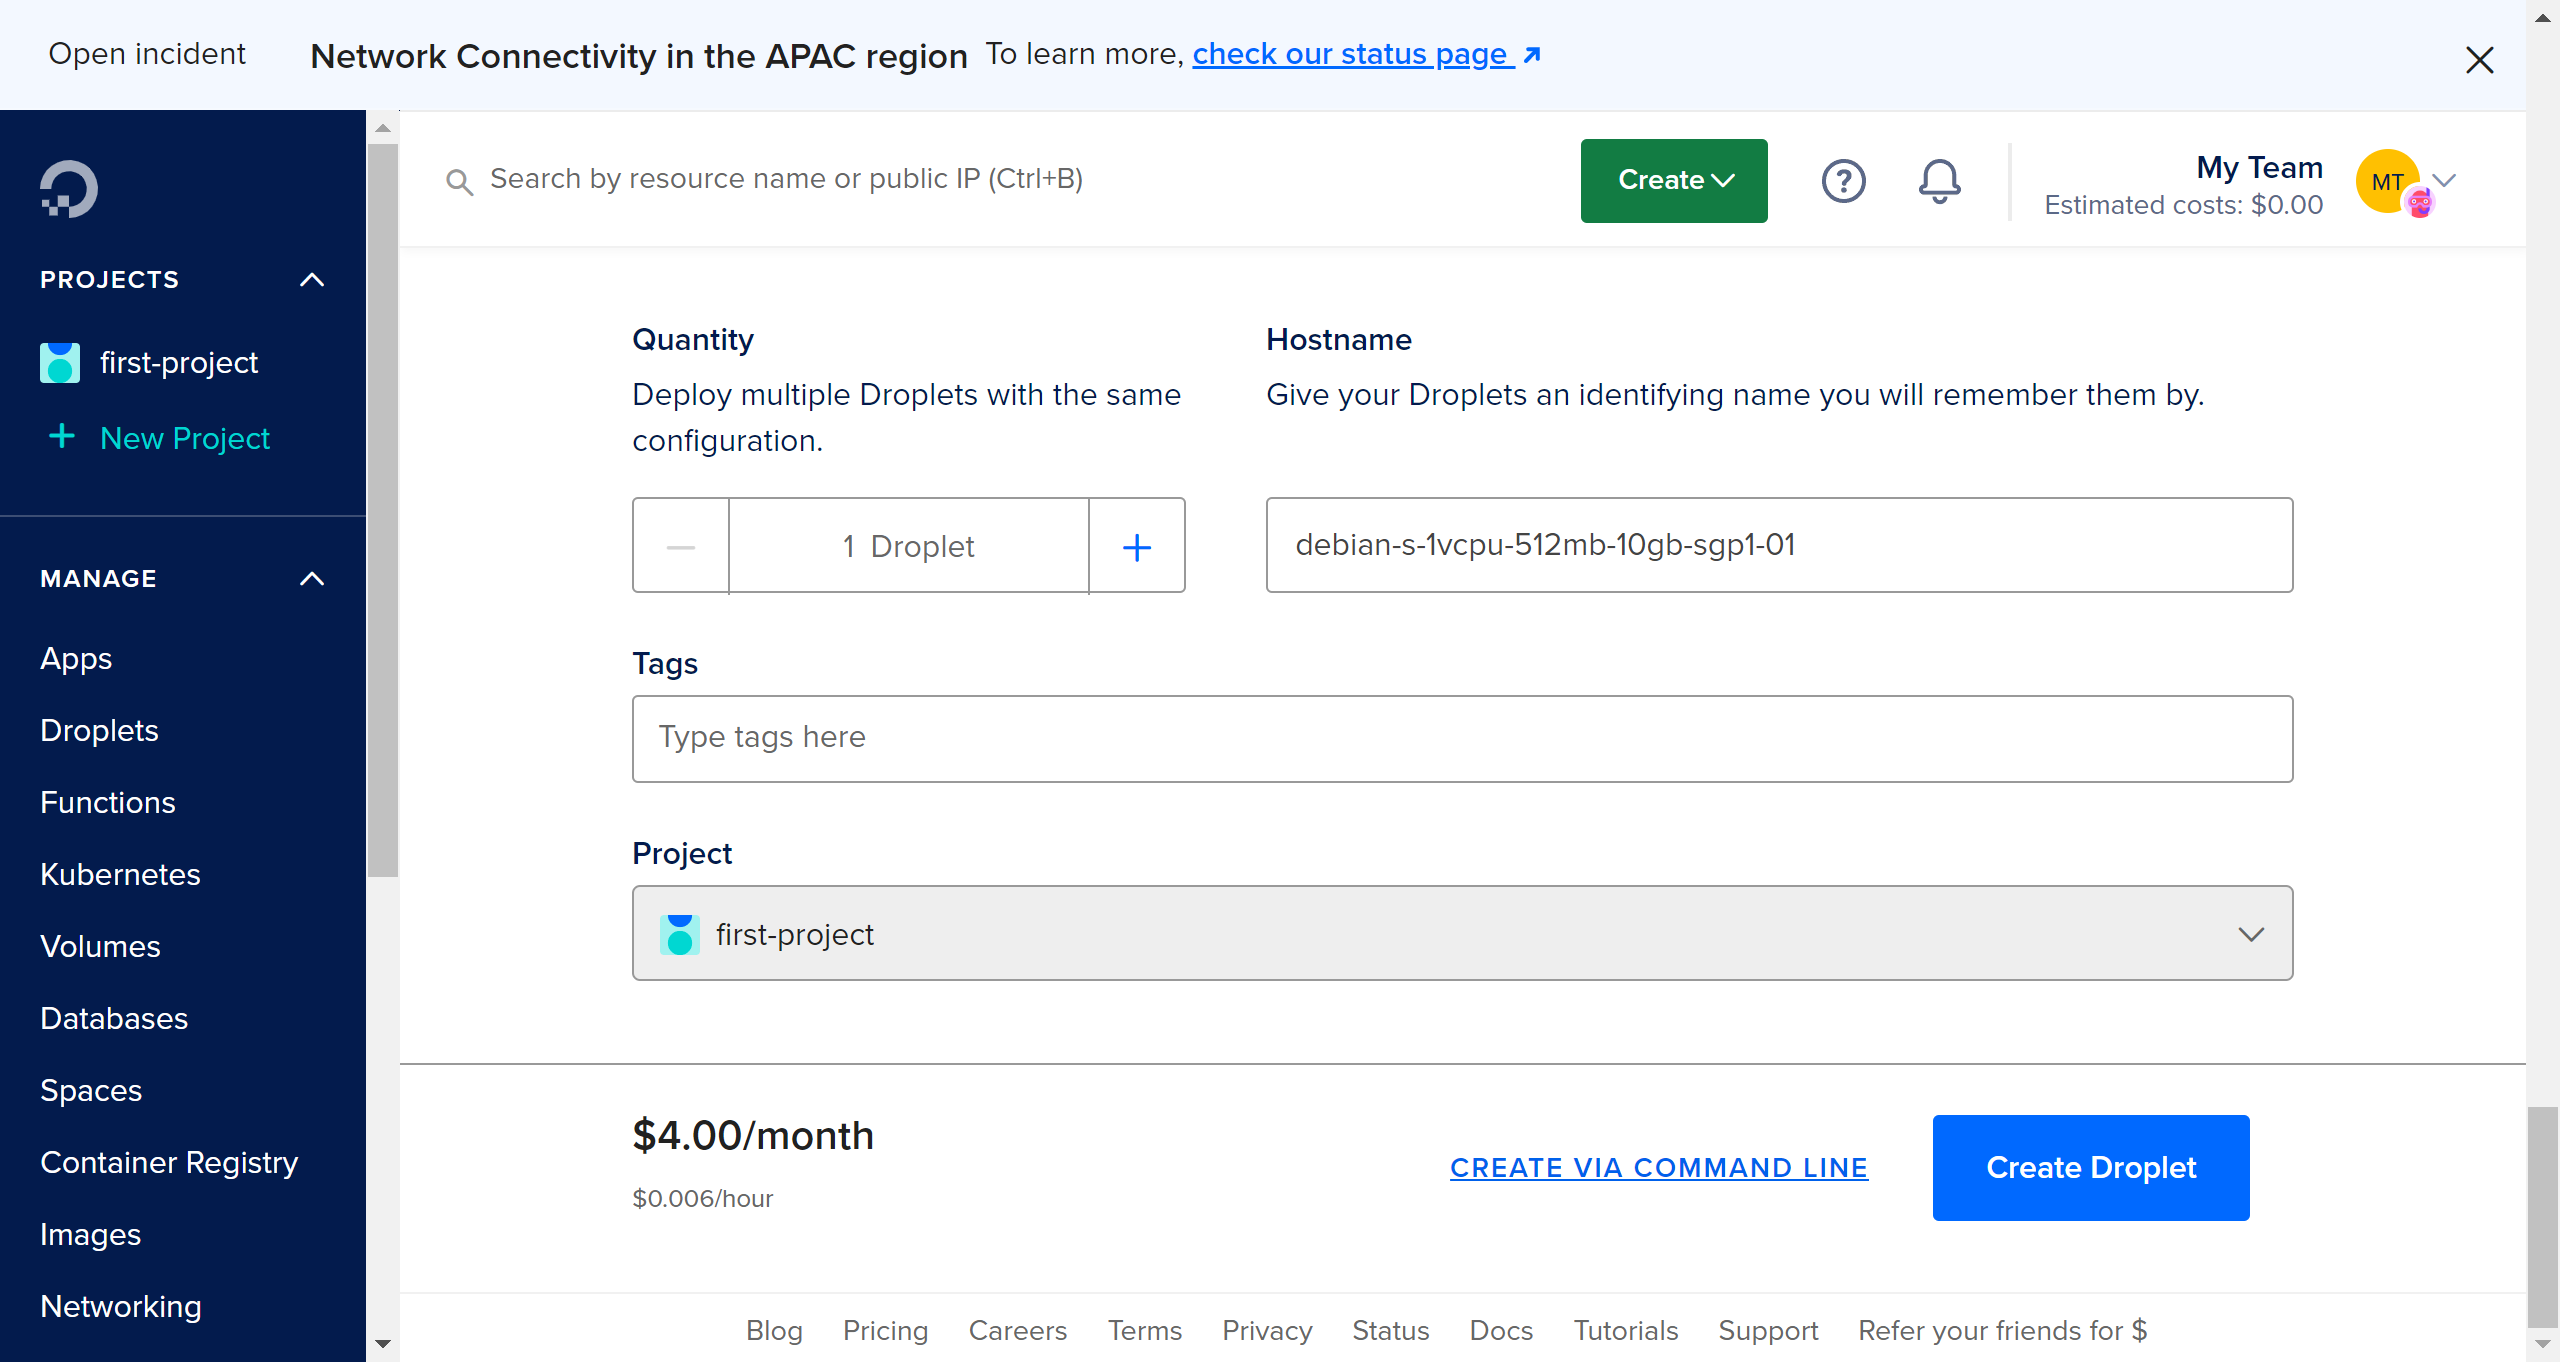 Open incident
Network Connectivity in the APAC region To learn more, check our status page
Search by resource name or public IP (Ctrl+B)
Create
My Team
Estimated costs: $0.00
MT
PROJECTS
first-project
New Project
MANAGE
Apps
Droplets
Functions
Kubernetes
Volumes
Databases
Spaces
Container Registry
Images
Networking
Quantity
Deploy multiple Droplets with the same
configuration.
1 Droplet
Hostname
Give your Droplets an identifying name you will remember them by.
debian-s-1vcpu-512mb-10gb-sgp1-01
Tags
Type tags here
Project
first-project
$4.00/month
$0.006/hour
CREATE VIA COMMAND LINE
Create Droplet
Blog Pricing Careers Terms Privacy Status Docs Tutorials Support Refer your friends for $